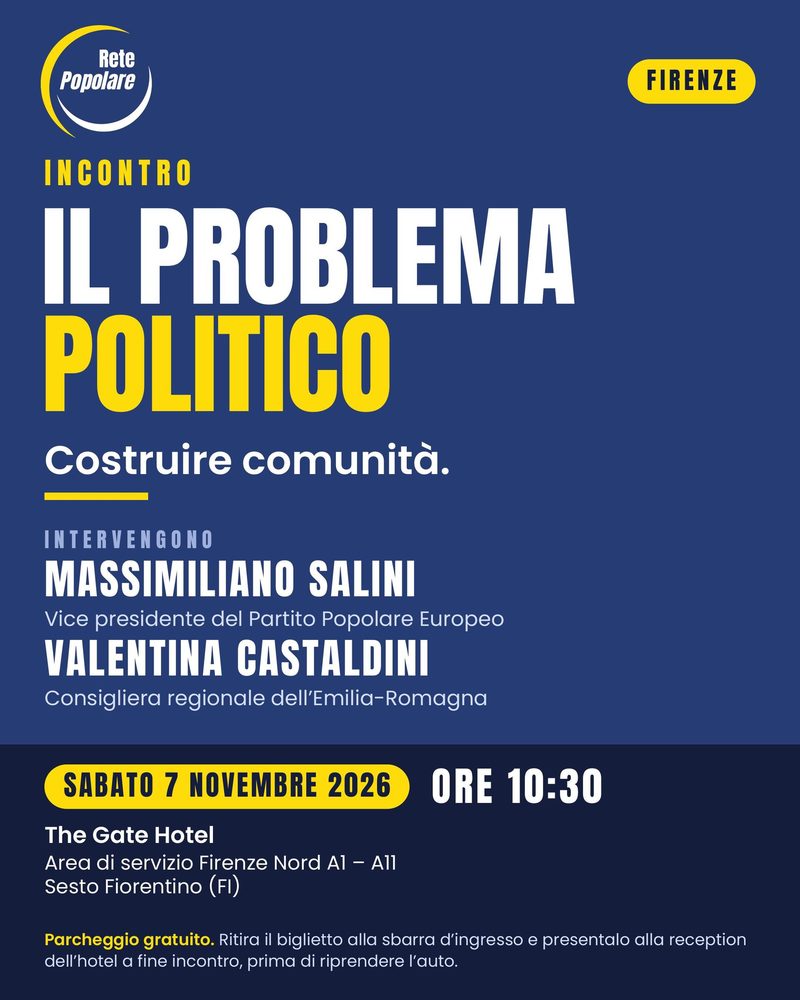 Rete
Popolare
FIRENZE
INCONTRO
IL PROBLEMA
POLITICO
Costruire comunità.
INTERVENGONO
MASSIMILIANO SALINI
Vice presidente del Partito Popolare Europeo
VALENTINA CASTALDINI
Consigliera regionale dell’Emilia-Romagna
SABATO 7 NOVEMBRE 2026 ORE 10:30
The Gate Hotel
Area di servizio Firenze Nord A1 – A11
Sesto Fiorentino (FI)
Parcheggio gratuito. Ritira il biglietto alla sbarra d’ingresso e presentalo alla reception
dell’hotel a fine incontro, prima di riprendere l’auto.